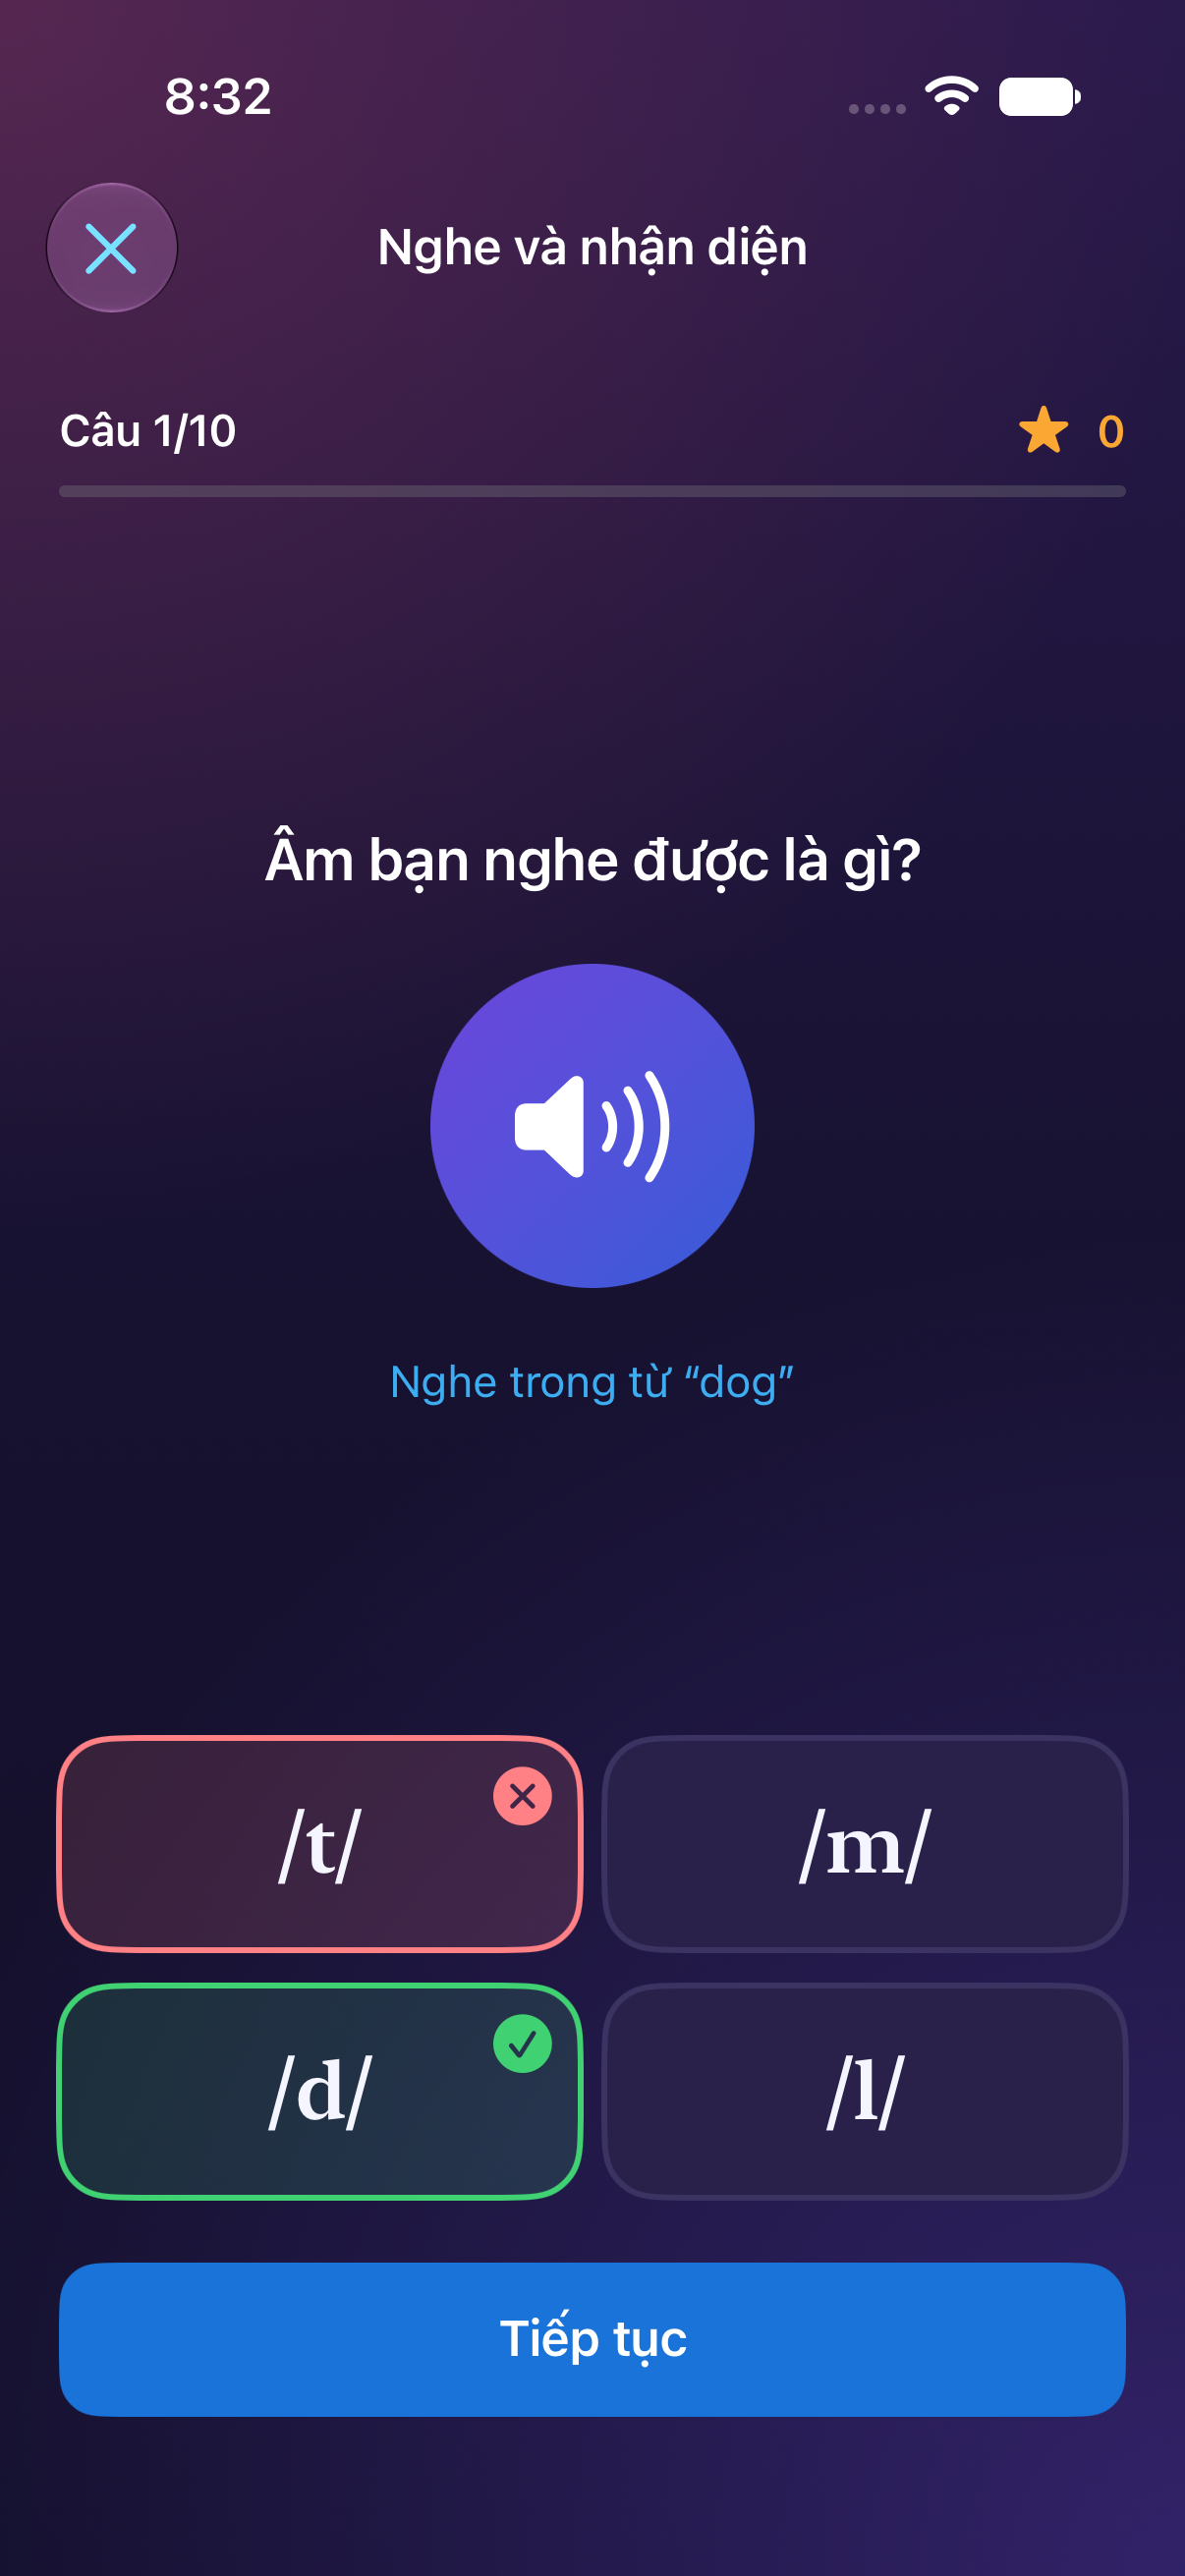 8:32
Nghe và nhận diện
Câu 1/10
0
Âm bạn nghe được là gì?
Nghe trong từ “dog”
/t/
/m/
/d/
/l/
Tiếp tục